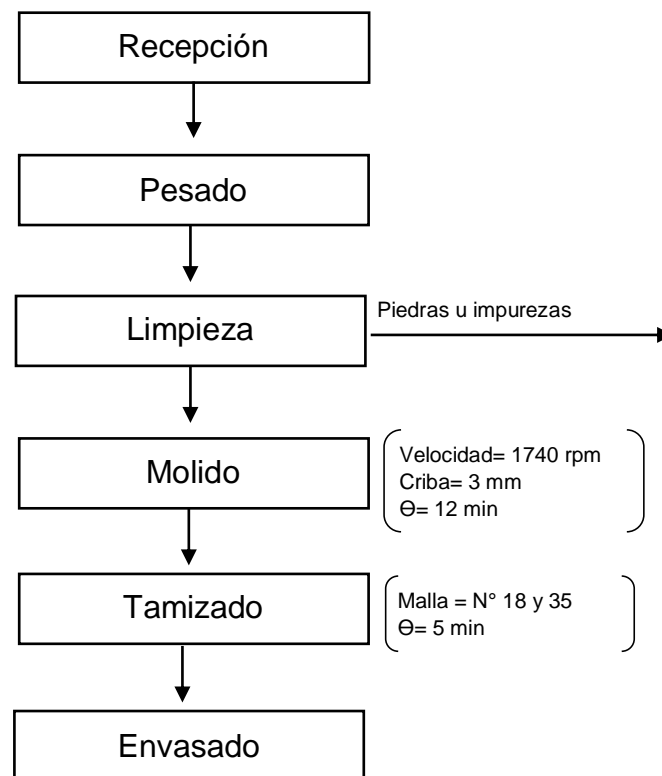 Recepción
Pesado
Limpieza
Piedras u impurezas
Molido
Velocidad= 1740 rpm
Criba= 3 mm
Ɵ= 12 min
Tamizado
Malla = N° 18 y 35
Ɵ= 5 min
Envasado